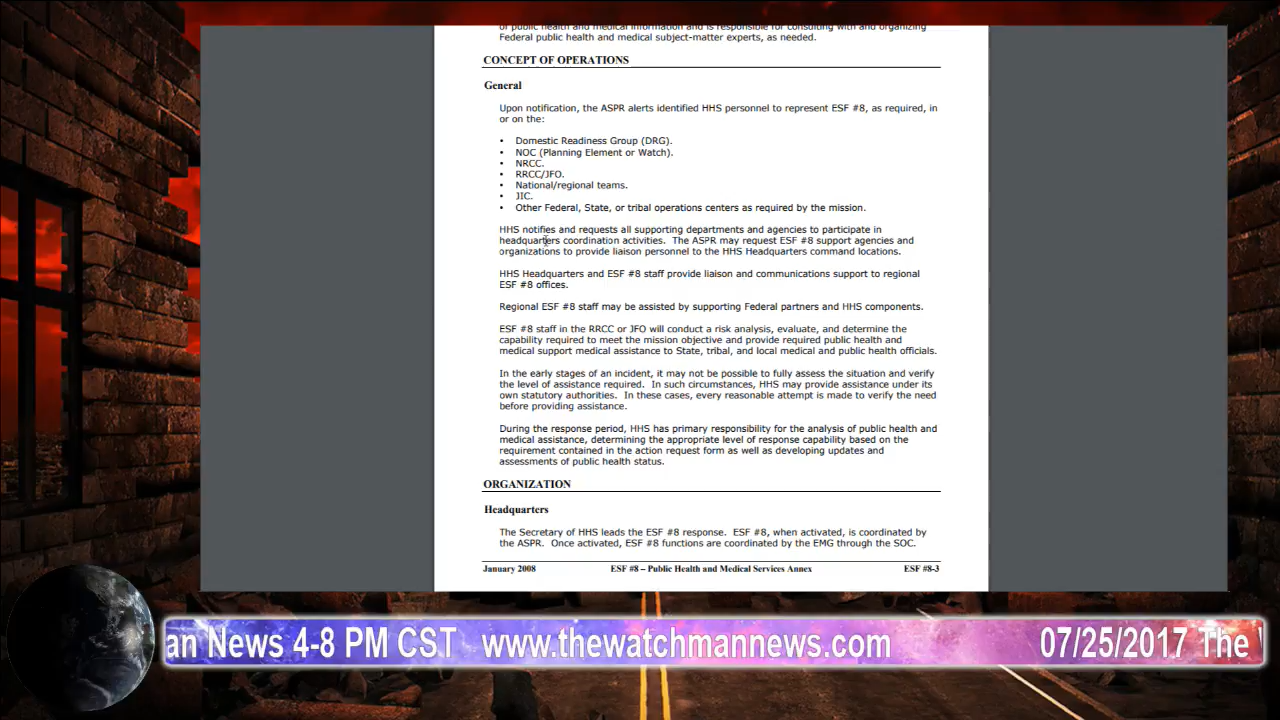 of public health and medical information and is responsible for consulting with and organizing
Federal public health and medical subject-matter experts, as needed.
CONCEPT OF OPERATIONS
General
Upon notification, the ASPR alerts identified HHS personnel to represent ESF #8, as required, in
or on the:
• Domestic Readiness Group (DRG).
• NOC (Planning Element or Watch).
• NRCC.
• RRCC/JFO.
• National/regional teams.
• JIC.
• Other Federal, State, or tribal operations centers as required by the mission.
HHS notifies and requests all supporting departments and agencies to participate in
headquarters coordination activities.  The ASPR may request ESF #8 support agencies and
organizations to provide liaison personnel to the HHS Headquarters command locations.
HHS Headquarters and ESF #8 staff provide liaison and communications support to regional
ESF #8 offices.
Regional ESF #8 staff may be assisted by supporting Federal partners and HHS components.
ESF #8 staff in the RRCC or JFO will conduct a risk analysis, evaluate, and determine the
capability required to meet the mission objective and provide required public health and
medical support medical assistance to State, tribal, and local medical and public health officials.
In the early stages of an incident, it may not be possible to fully assess the situation and verify
the level of assistance required.  In such circumstances, HHS may provide assistance under its
own statutory authorities.  In these cases, every reasonable attempt is made to verify the need
before providing assistance.
During the response period, HHS has primary responsibility for the analysis of public health and
medical assistance, determining the appropriate level of response capability based on the
requirement contained in the action request form as well as developing updates and
assessments of public health status.
ORGANIZATION
Headquarters
The Secretary of HHS leads the ESF #8 response.  ESF #8, when activated, is coordinated by
the ASPR.  Once activated, ESF #8 functions are coordinated by the EMG through the SOC.
January 2008 ESF #8 – Public Health and Medical Services Annex ESF #8-3
an News 4-8 PM CST www.thewatchmannews.com 07/25/2017 The